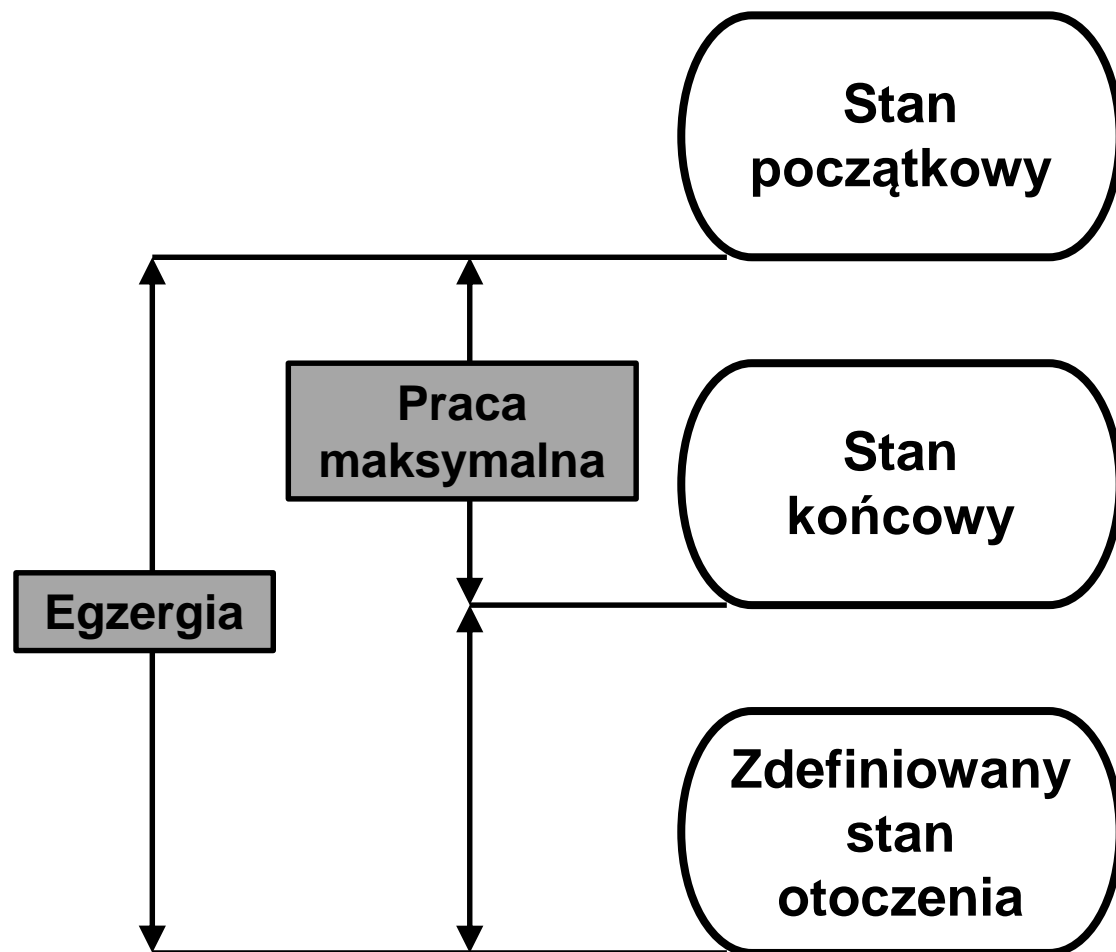 Stan
początkowy
Praca
maksymalna
Stan
końcowy
Egzergia
Zdefiniowany
stan
otoczenia